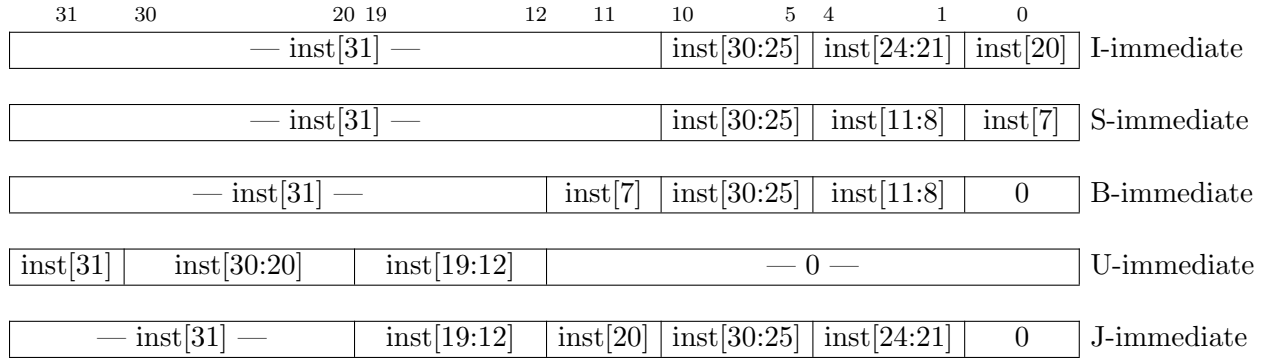 31 30 20 19 12 11 10 5 4 1 0
— inst[31] — inst[30:25] inst[24:21] inst[20] I-immediate
— inst[31] — inst[30:25] inst[11:8] inst[7] S-immediate
— inst[31] — inst[7] inst[30:25] inst[11:8] 0 B-immediate
inst[31] inst[30:20] inst[19:12] — 0 — U-immediate
— inst[31] — inst[19:12] inst[20] inst[30:25] inst[24:21] 0 J-immediate